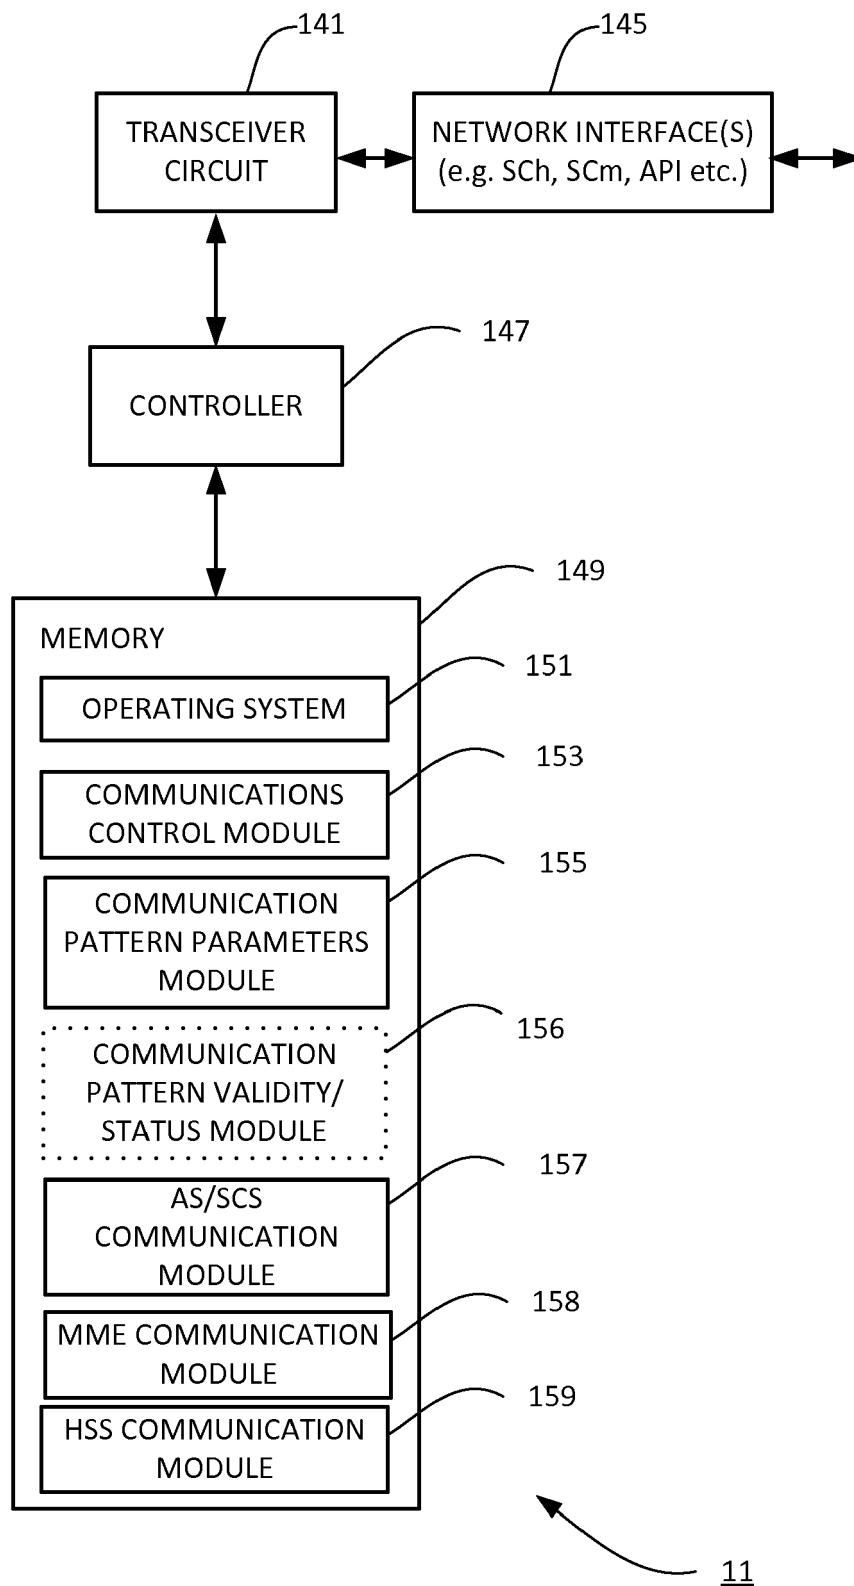 141
145
TRANSCEIVER
CIRCUIT
NETWORK INTERFACE(S)
(e.g. SCh, SCm, API etc.)
147
CONTROLLER
149
MEMORY
151
OPERATING SYSTEM
153
COMMUNICATIONS
CONTROL MODULE
155
COMMUNICATION
PATTERN PARAMETERS
MODULE
156
COMMUNICATION
PATTERN VALIDITY/
STATUS MODULE
157
AS/SCS
COMMUNICATION
MODULE
158
MME COMMUNICATION
MODULE
159
HSS COMMUNICATION
MODULE
11